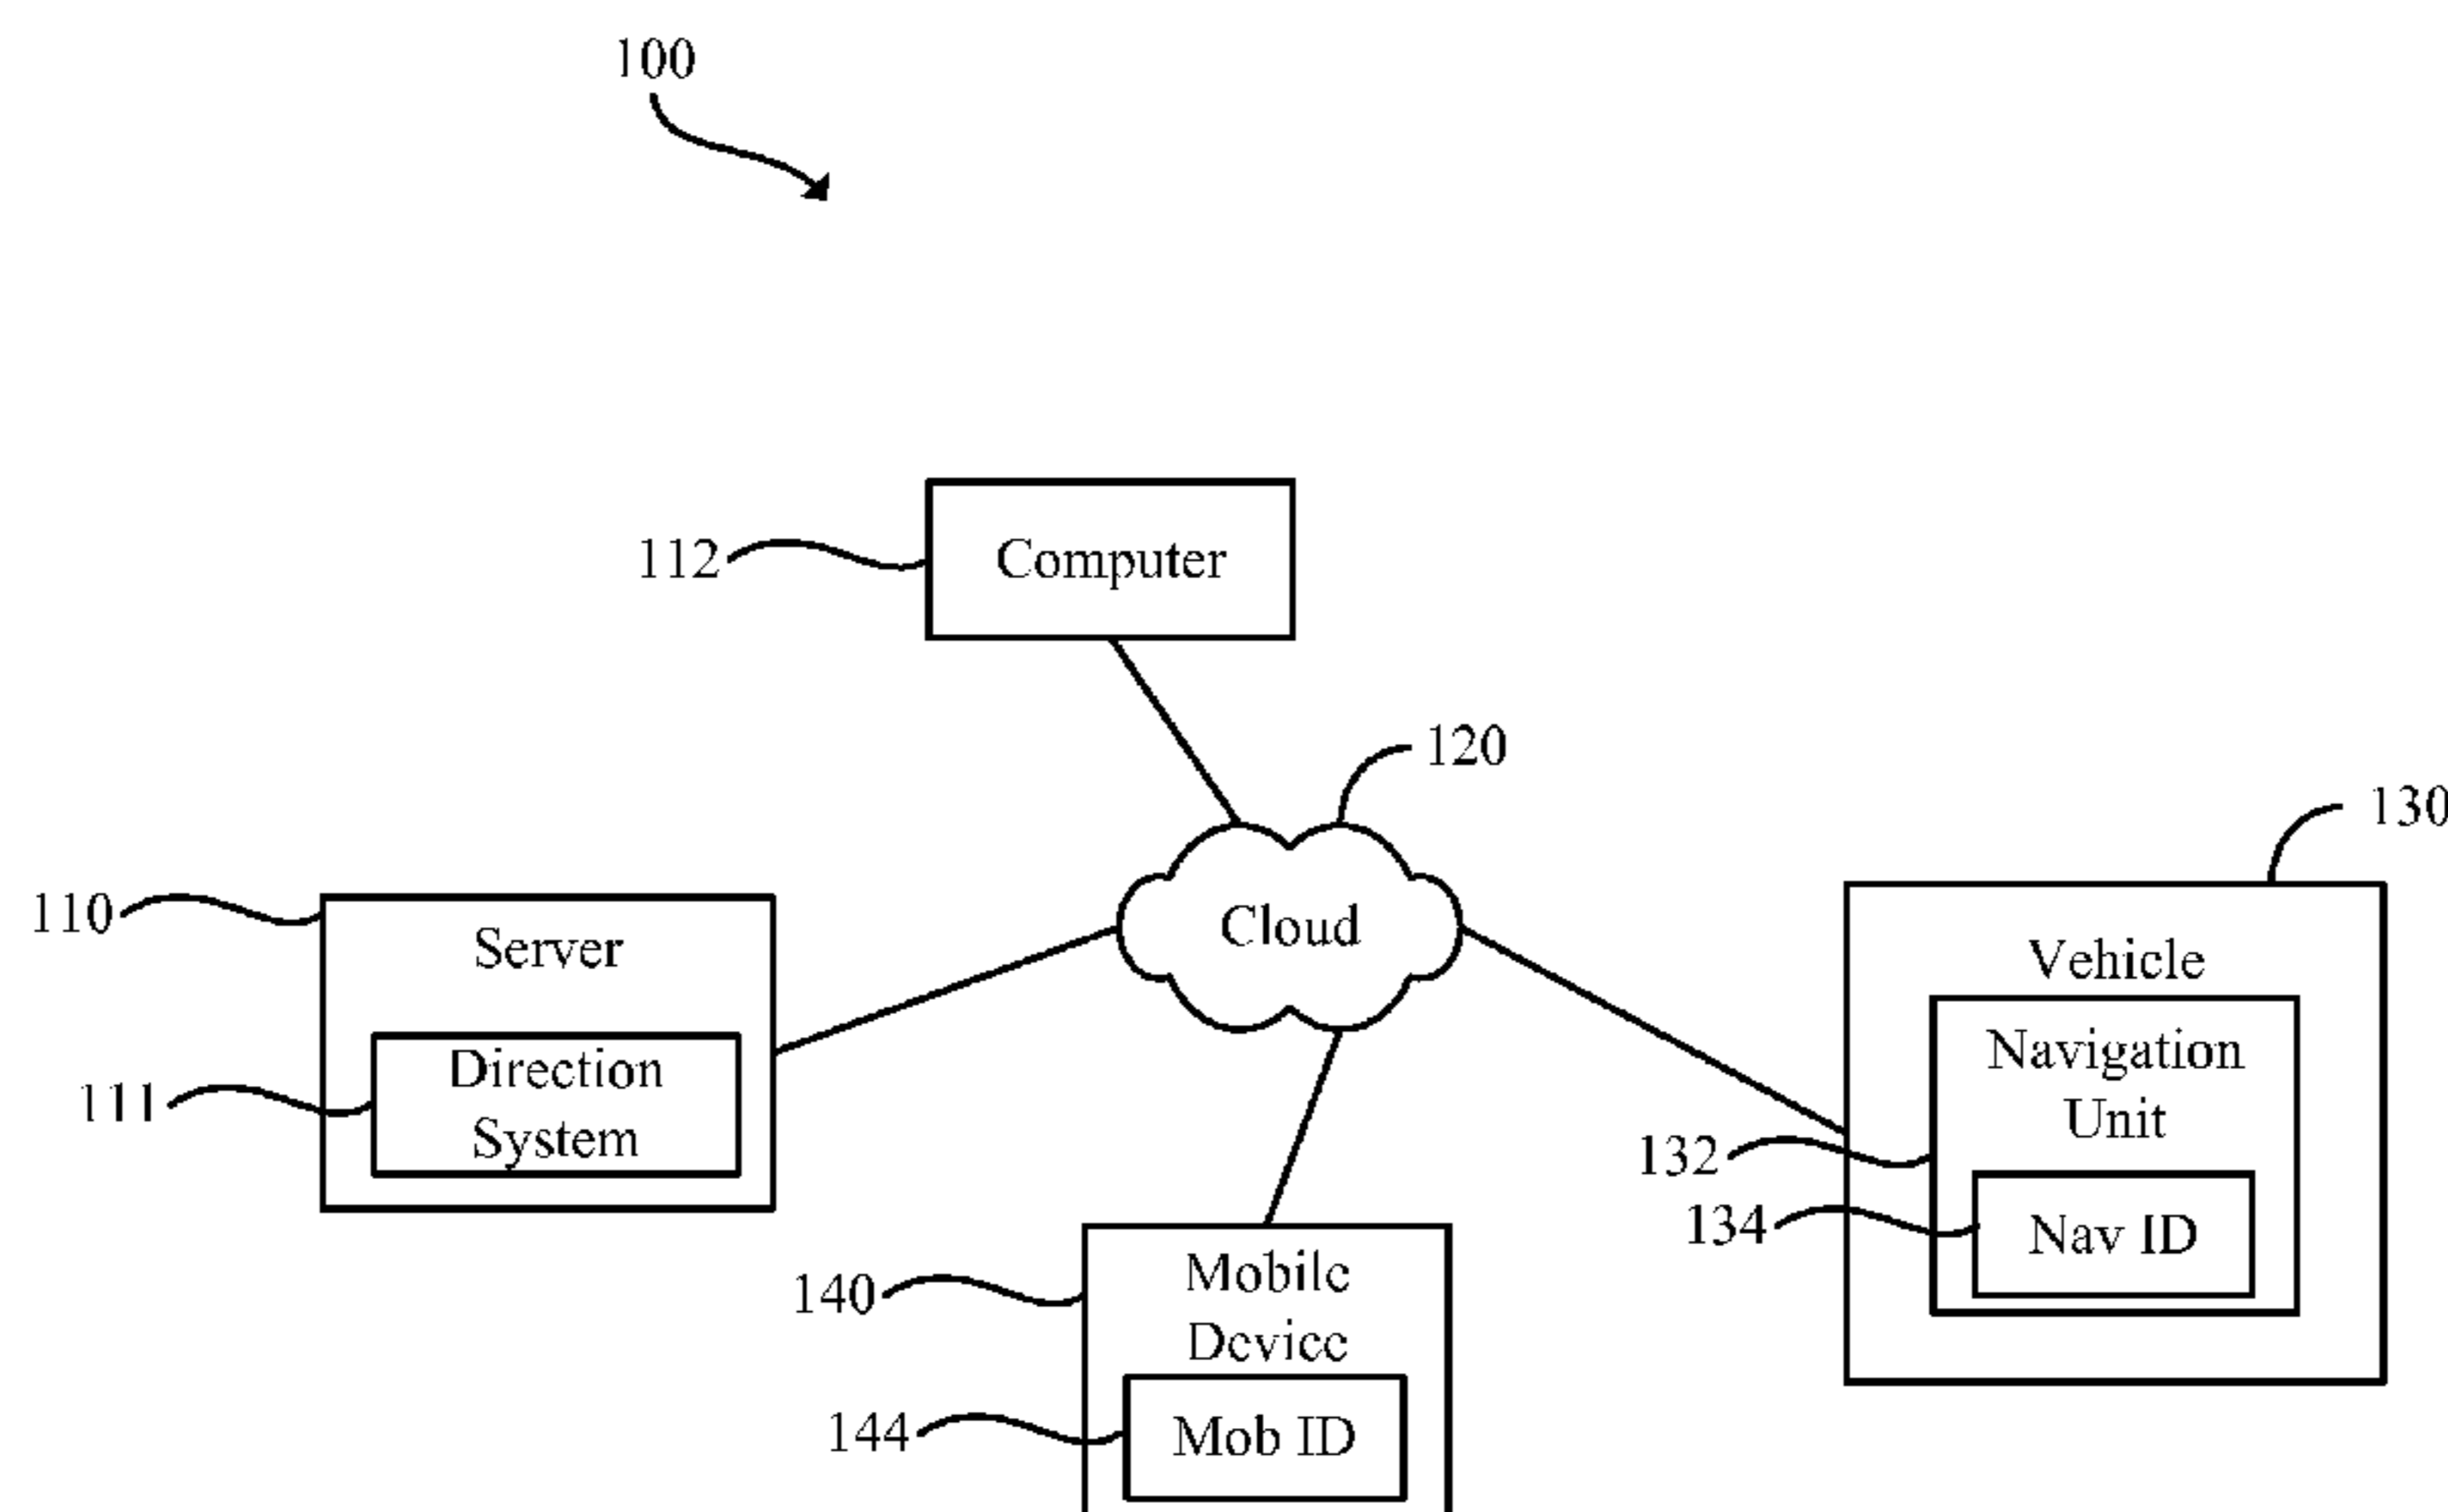 100
112
Computer
120
130
110
Server
Cloud
Vehicle
Direction
System
111
Navigation
Unit
132
134
Nav ID
140
Mobile
Device
144
Mob ID